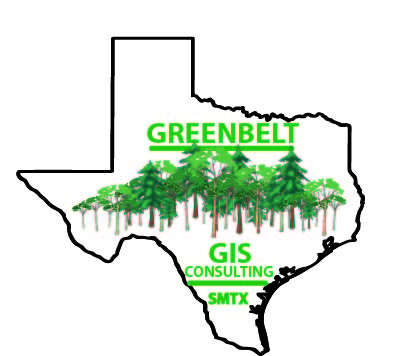 GREENBELT
GIS
CONSULTING
SMTX